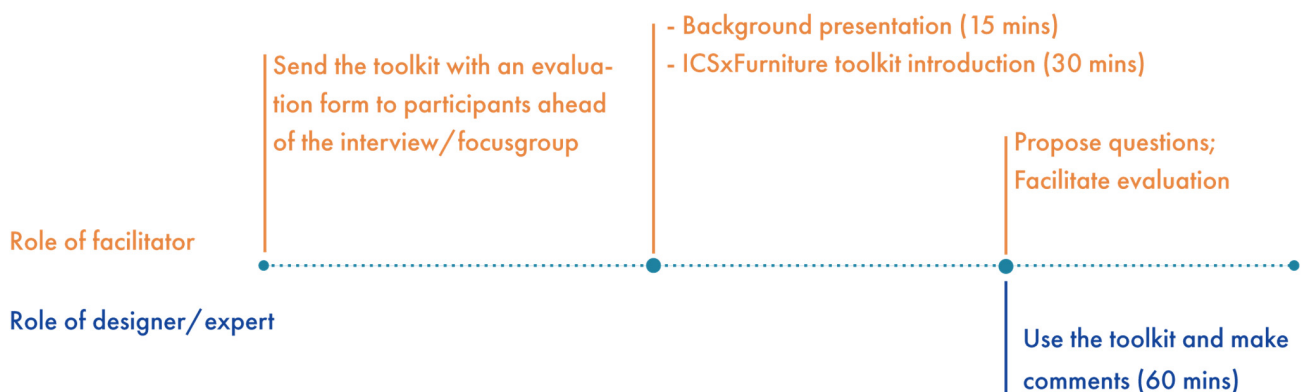 - Background presentation (15 mins)
- ICSxFurniture toolkit introduction (30 mins)
Send the toolkit with an evalua-
tion form to participants ahead
of the interview/focusgroup
Propose questions;
Facilitate evaluation
Role of facilitator
Role of designer/expert
Use the toolkit and make
comments (60 mins)